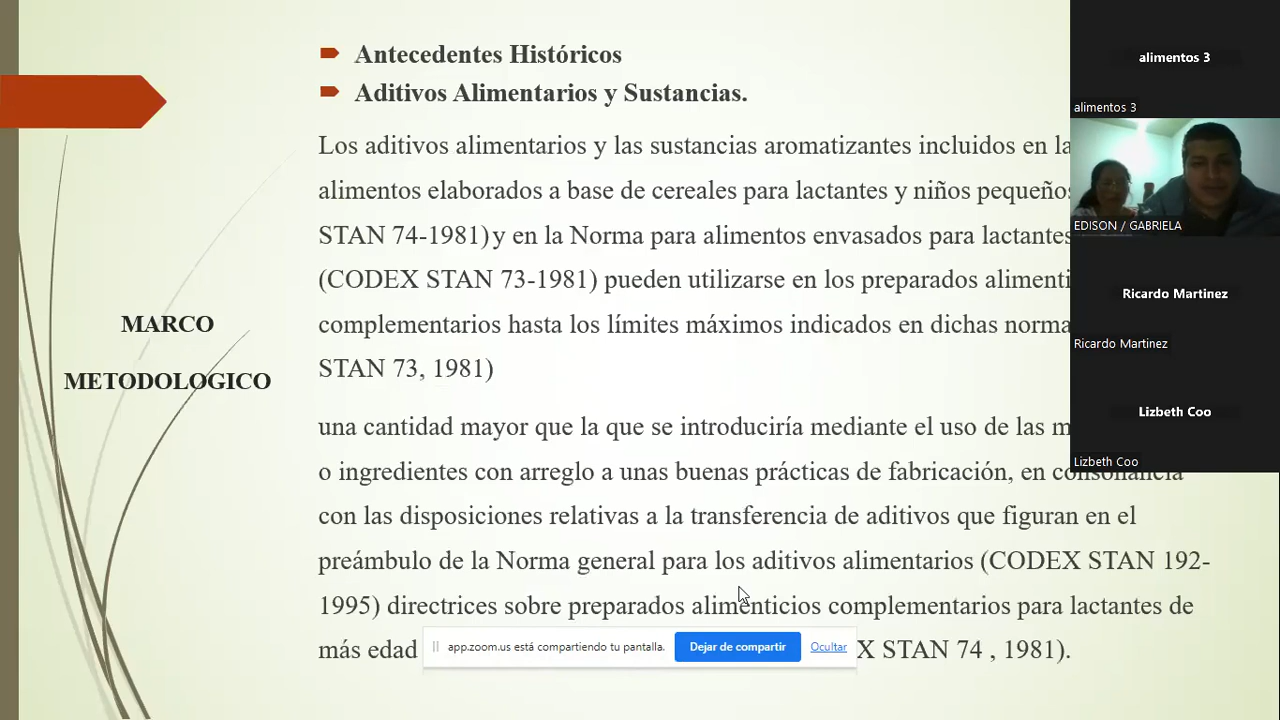 Antecedentes Históricos
Aditivos Alimentarios y Sustancias.
Los aditivos alimentarios y las sustancias aromatizantes incluidos en la
alimentos elaborados a base de cereales para lactantes y niños pequeños
STAN 74-1981) y en la Norma para alimentos envasados para lactantes
(CODEX STAN 73-1981) pueden utilizarse en los preparados alimenti
complementarios hasta los límites máximos indicados en dichas norma
STAN 73, 1981)
una cantidad mayor que la que se introduciría mediante el uso de las m
o ingredientes con arreglo a unas buenas prácticas de fabricación, en consonancia
con las disposiciones relativas a la transferencia de aditivos que figuran en el
preámbulo de la Norma general para los aditivos alimentarios (CODEX STAN 192-
1995) directrices sobre preparados alimenticios complementarios para lactantes de
más edad X STAN 74 , 1981).
MARCO
METODOLOGICO
app.zoom.us está compartiendo tu pantalla. Dejar de compartir Ocultar
alimentos 3
alimentos 3
EDISON / GABRIELA
Ricardo Martinez
Ricardo Martinez
Lizbeth Coo
Lizbeth Coo